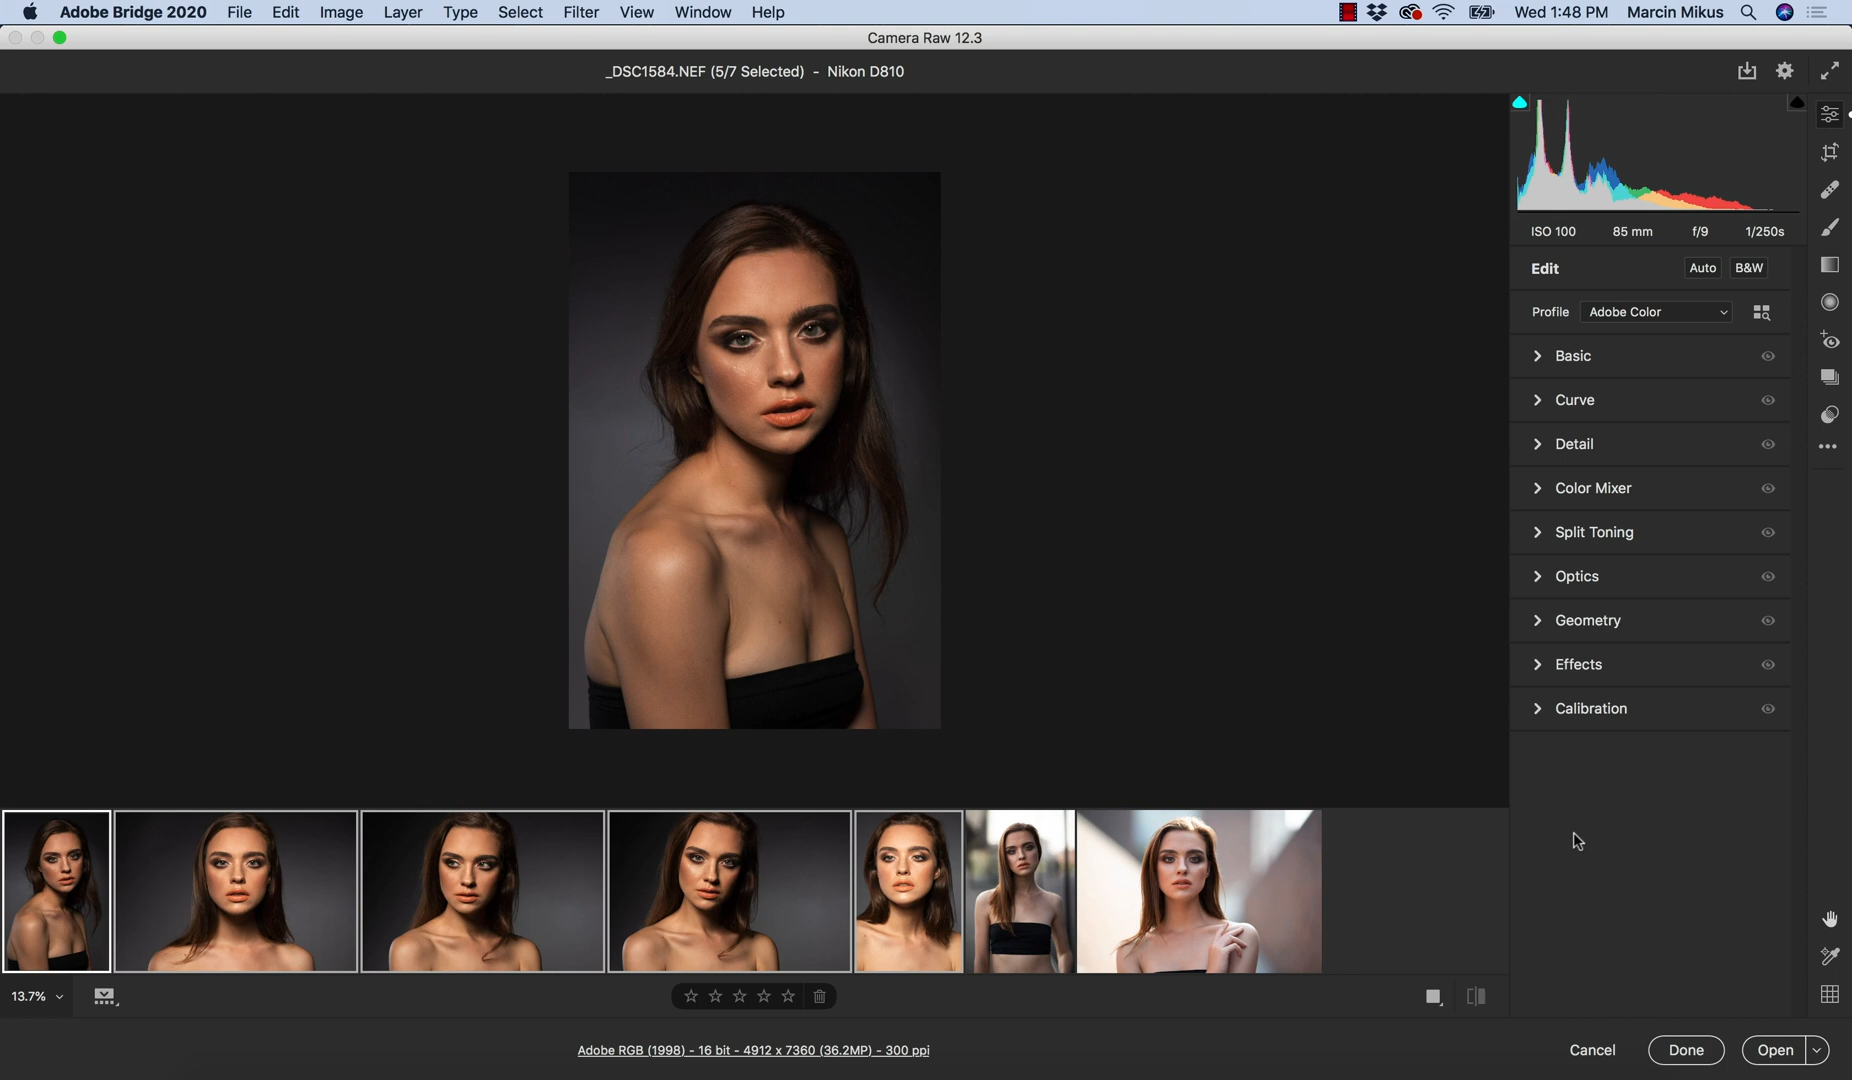 Adobe Bridge 2020 File Edit Image Layer Type Select Filter View Window Help Wed 1:48 PM Marcin Mikus
Camera Raw 12.3
_DSC1584.NEF (5/7 Selected) - Nikon D810
ISO 100 85 mm f/9 1/250s
Edit Auto B&W
Profile Adobe Color
Basic
Curve
Detail
Color Mixer
Split Toning
Optics
Geometry
Effects
Calibration
13.7%
Adobe RGB (1998) - 16 bit - 4912 x 7360 (36.2MP) - 300 ppi
Cancel Done Open